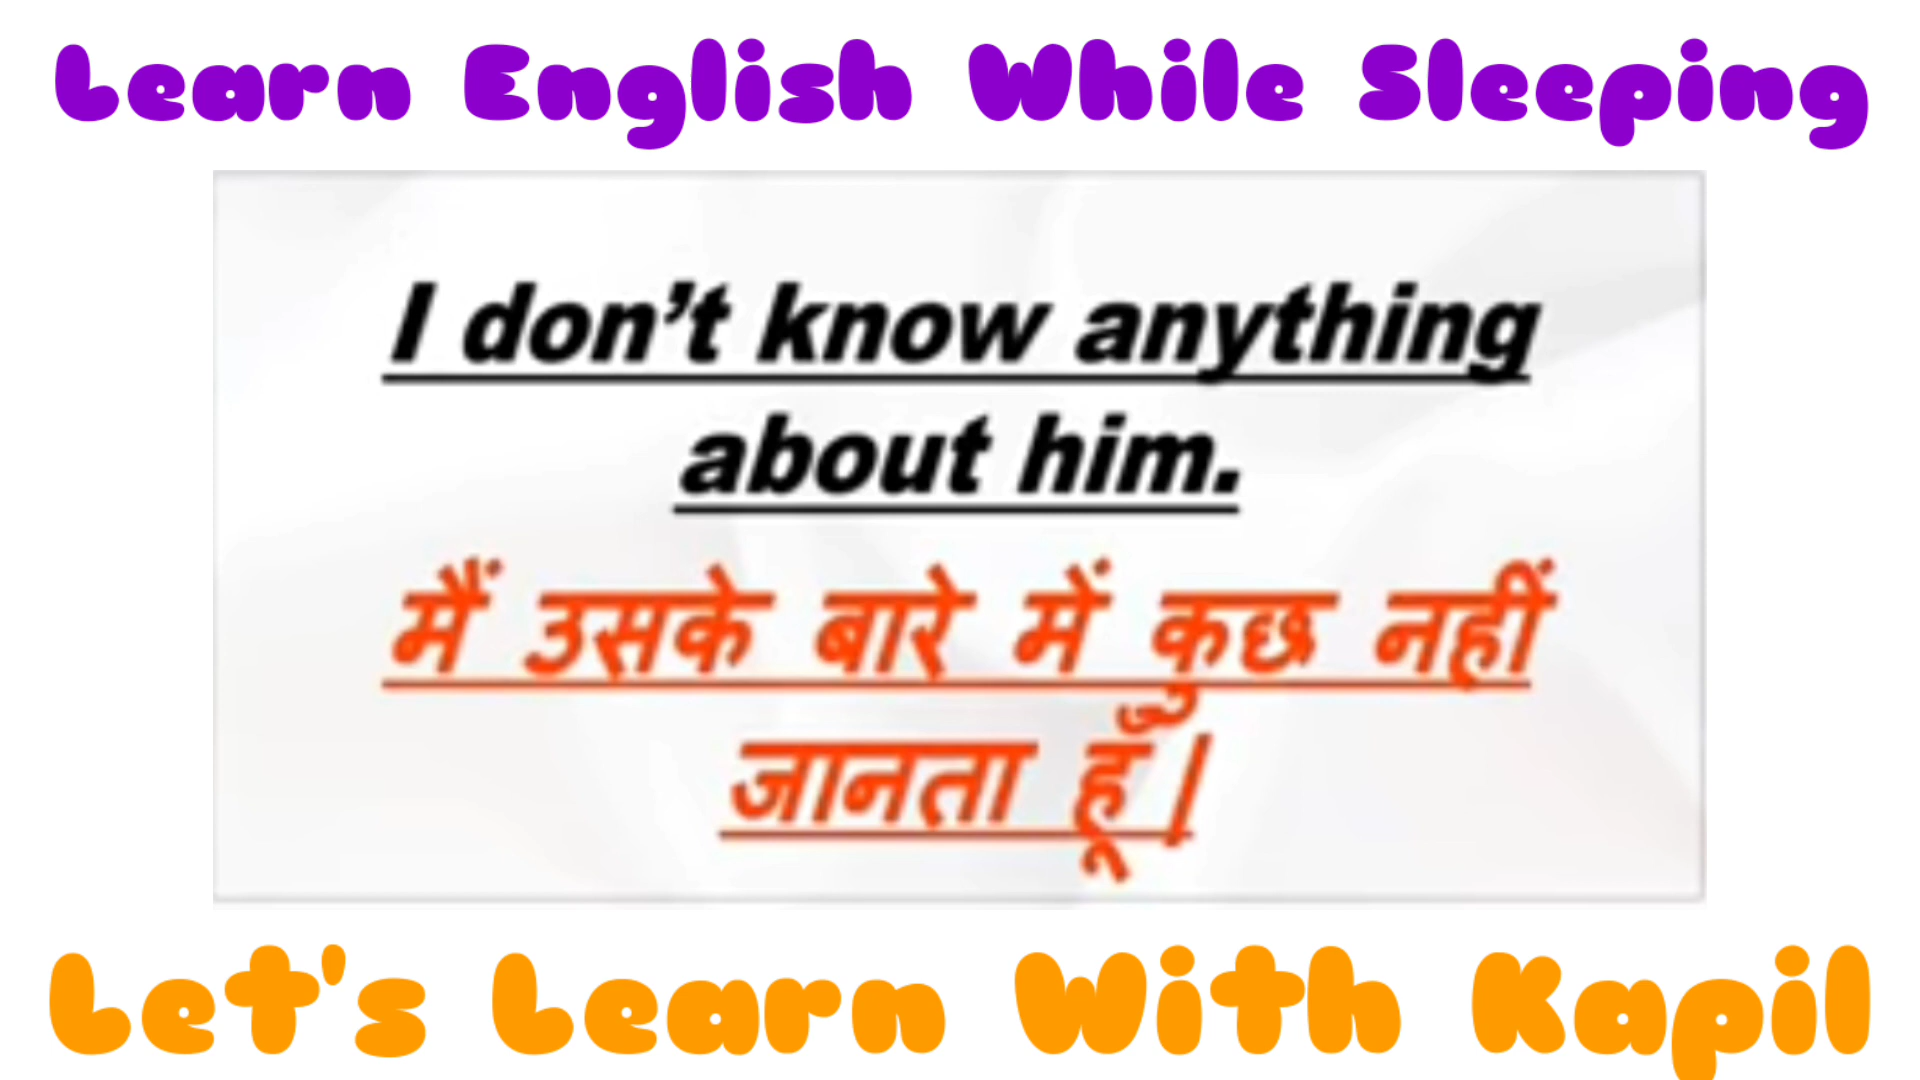 Learn English While Sleeping
I don’t know anything
about him.
मैं उसके बारे में कुछ नहीं
जानता हूँ|
Let's Learn With Kapil